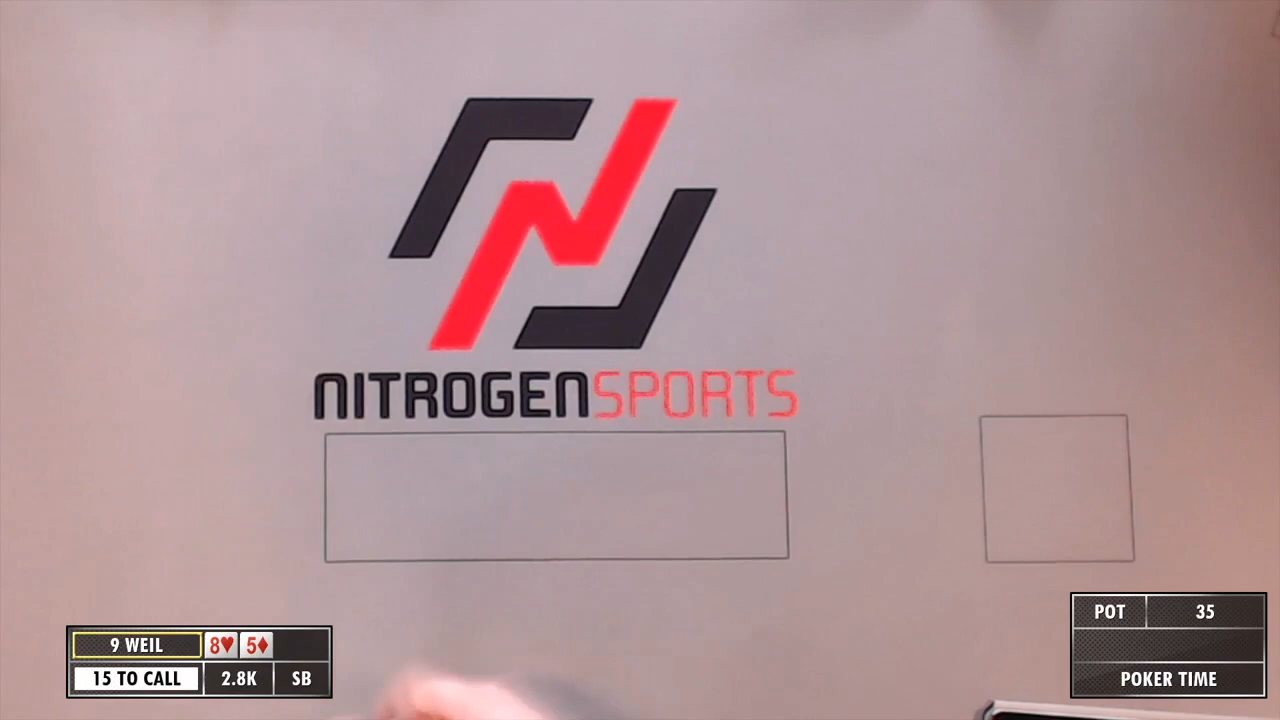 NITROGENSPORTS
9 WEIL 8♥ 5♦
15 TO CALL 2.8K SB
POT 35
POKER TIME